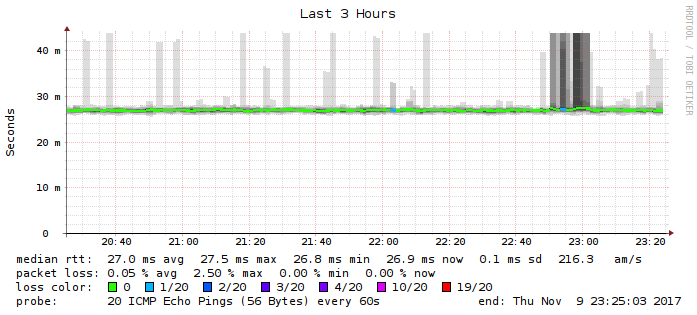 Last 3 Hours
RRDTOOL / TOBI OETIKER
Seconds
40 m
30 m
20 m
10 m
0
20:40 21:00 21:20 21:40 22:00 22:20 22:40 23:00 23:20
median rtt: 27.0 ms avg 27.5 ms max 26.8 ms min 26.9 ms now 0.1 ms sd 216.3 am/s
packet loss: 0.05 % avg 2.50 % max 0.00 % min 0.00 % now
loss color: 0 1/20 2/20 3/20 4/20 10/20 19/20
probe: 20 ICMP Echo Pings (56 Bytes) every 60s end: Thu Nov 9 23:25:03 2017